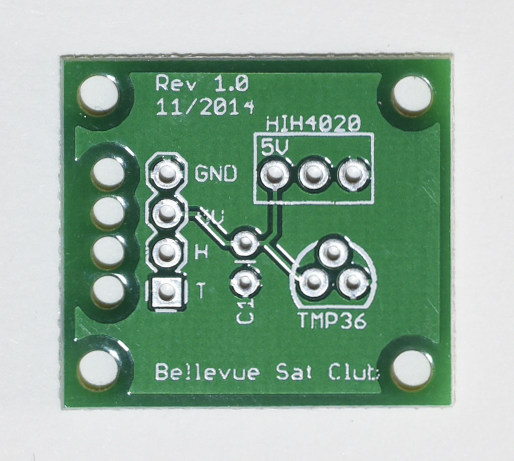 Rev 1.0
11/2014
HIH4020
5V
GND
H
T
C1
TMP36
Bellevue Sat Club